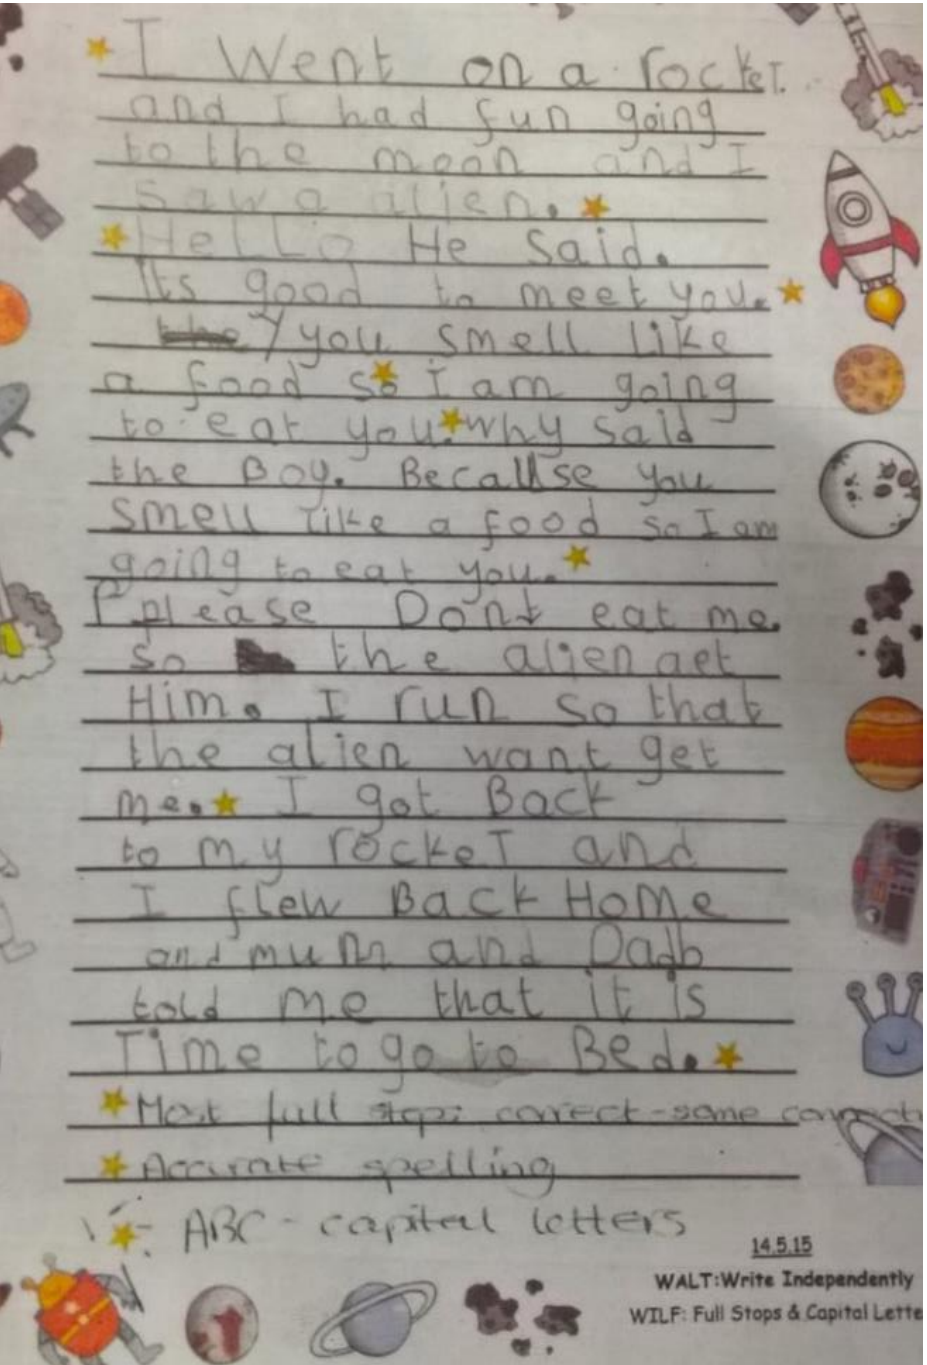 I Went on a rocket.
and I had fun going
to the moon and I
saw a alien.
Hello He said.
Its good to meet you.
you smell like
a food so I am going
to eat you. why said
the Boy. Because you
smell like a food so I am
going to eat you.
Please Dont eat me.
so the alien aet
Him. I run so that
the alien want get
me. I got Back
to my rockeT and
I flew Back Home
and mum and Dadb
told me that it is
Time to go to Bed.
Most full stops correct - some
Accurate spelling
ABC - capital letters
14.5.15
WALT:Write Independently
WILF: Full Stops & Capital Lette